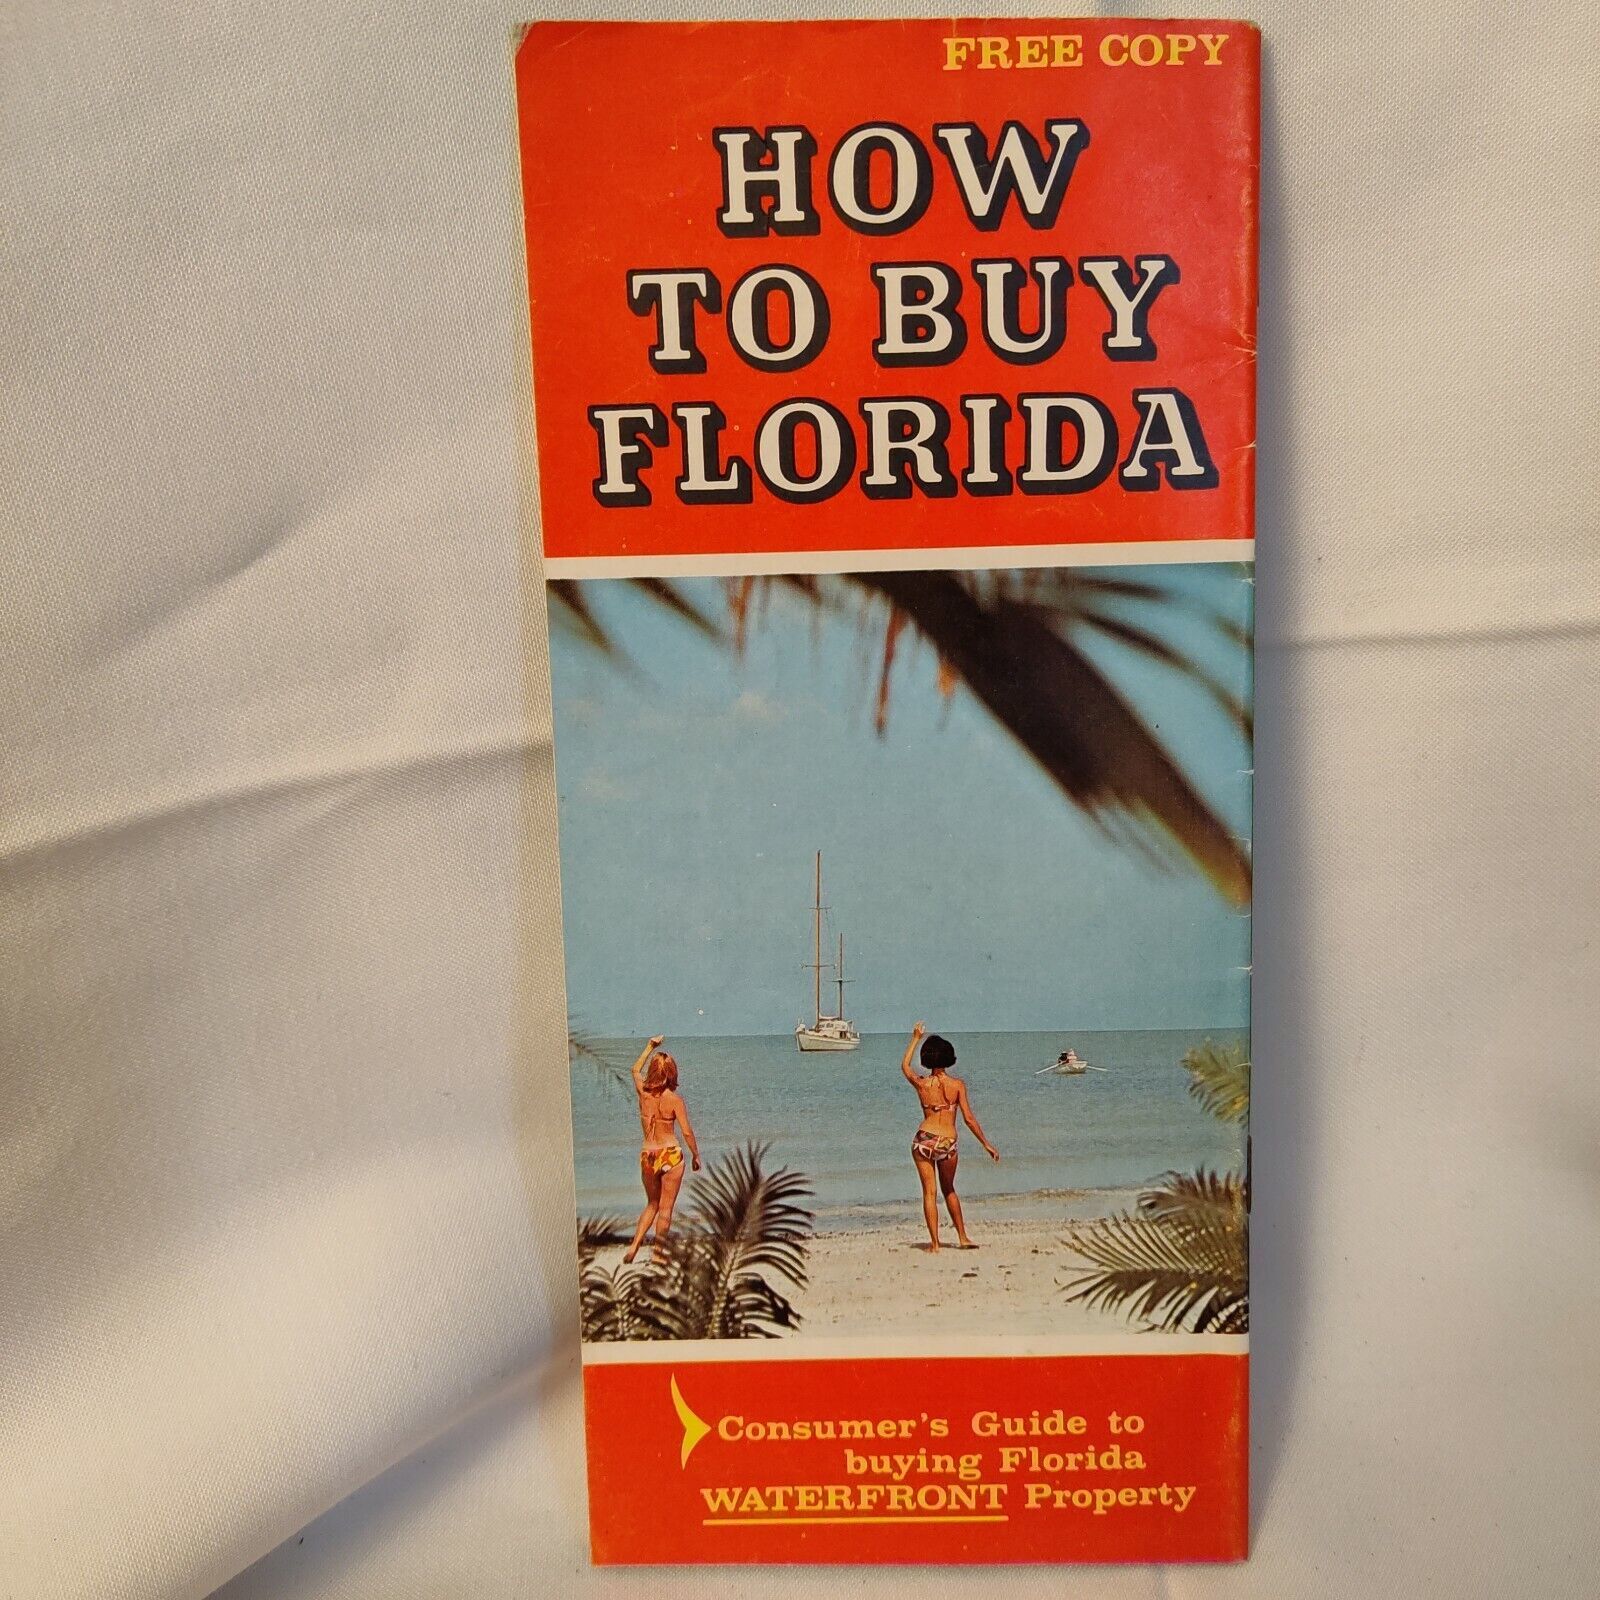 FREE COPY
HOW
TO BUY
FLORIDA
Consumer's Guide to
buying Florida
WATERFRONT Property